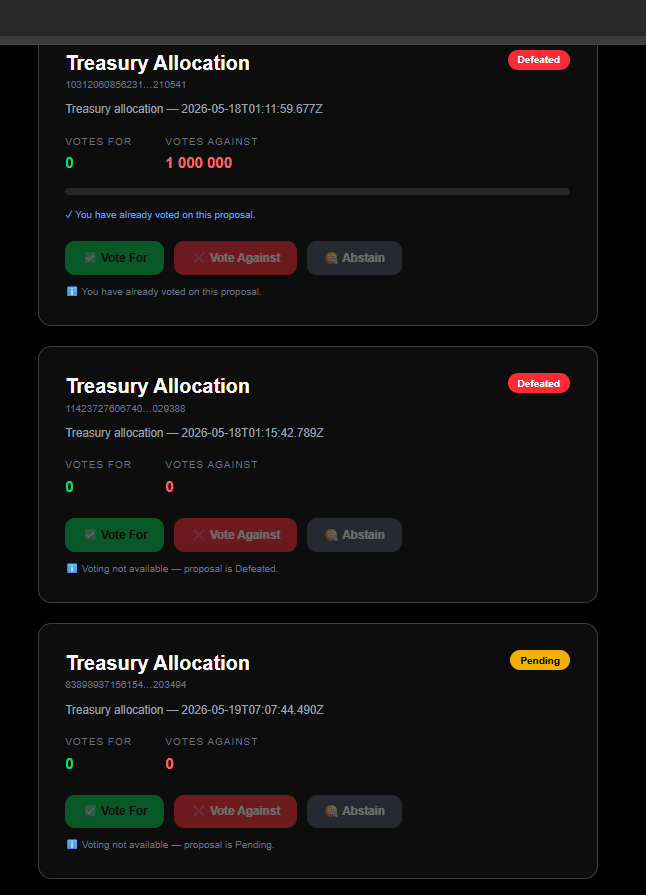 Treasury Allocation
Defeated
10312060856231...210541
Treasury allocation — 2026-05-18T01:11:59.677Z
VOTES FOR
VOTES AGAINST
0
1 000 000
✓ You have already voted on this proposal.
Vote For
Vote Against
Abstain
You have already voted on this proposal.
Treasury Allocation
Defeated
11423727606740...029388
Treasury allocation — 2026-05-18T01:15:42.789Z
VOTES FOR
VOTES AGAINST
0
0
Vote For
Vote Against
Abstain
Voting not available — proposal is Defeated.
Treasury Allocation
Pending
83898937156154...203494
Treasury allocation — 2026-05-19T07:07:44.490Z
VOTES FOR
VOTES AGAINST
0
0
Vote For
Vote Against
Abstain
Voting not available — proposal is Pending.